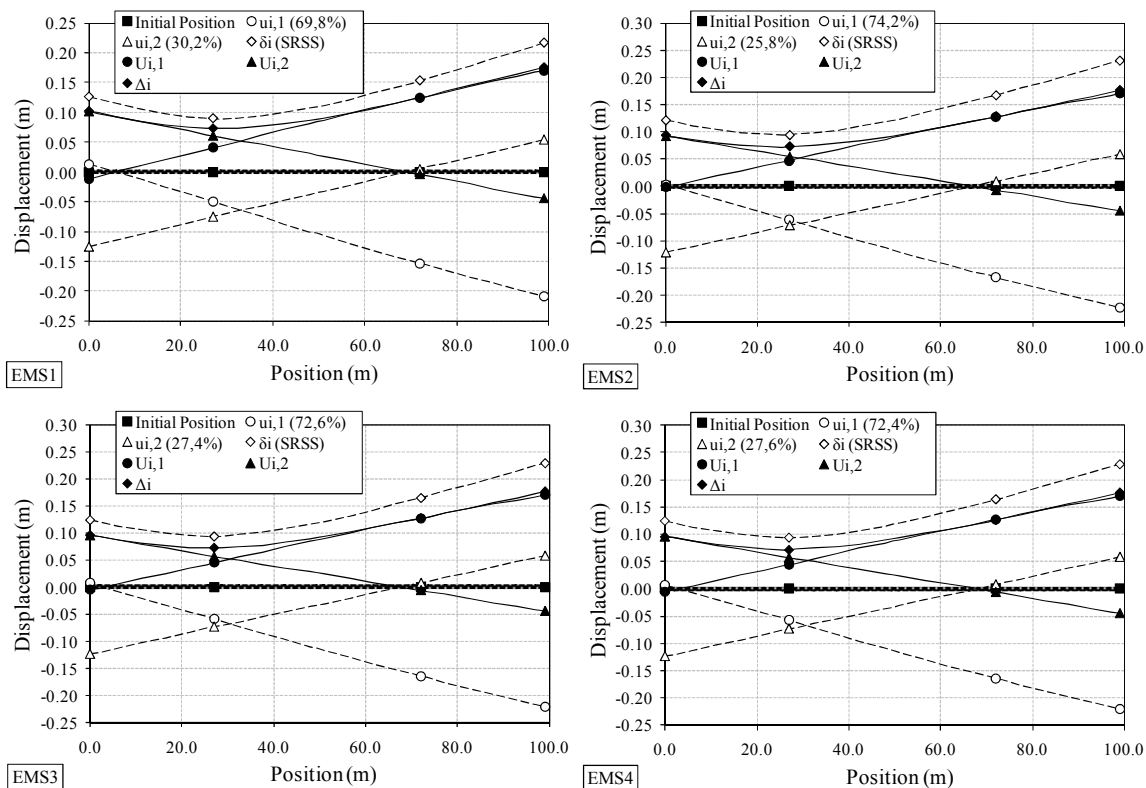 0.25
0.20
0.15
0.10
0.05
0.00
-0.05
-0.10
-0.15
-0.20
-0.25
Displacement (m)
Initial Position
ui,1 (69,8%)
ui,2 (30,2%)
δi (SRSS)
Ui,1
Ui,2
Δi
0.0 20.0 40.0 60.0 80.0 100.0
Position (m)
EMS1
0.30
0.25
0.20
0.15
0.10
0.05
0.00
-0.05
-0.10
-0.15
-0.20
-0.25
Displacement (m)
Initial Position
ui,1 (74,2%)
ui,2 (25,8%)
δi (SRSS)
Ui,1
Ui,2
Δi
0.0 20.0 40.0 60.0 80.0 100.0
Position (m)
EMS2
0.30
0.25
0.20
0.15
0.10
0.05
0.00
-0.05
-0.10
-0.15
-0.20
-0.25
Displacement (m)
Initial Position
ui,1 (72,6%)
ui,2 (27,4%)
δi (SRSS)
Ui,1
Ui,2
Δi
0.0 20.0 40.0 60.0 80.0 100.0
Position (m)
EMS3
0.30
0.25
0.20
0.15
0.10
0.05
0.00
-0.05
-0.10
-0.15
-0.20
-0.25
Displacement (m)
Initial Position
ui,1 (72,4%)
ui,2 (27,6%)
δi (SRSS)
Ui,1
Ui,2
Δi
0.0 20.0 40.0 60.0 80.0 100.0
Position (m)
EMS4